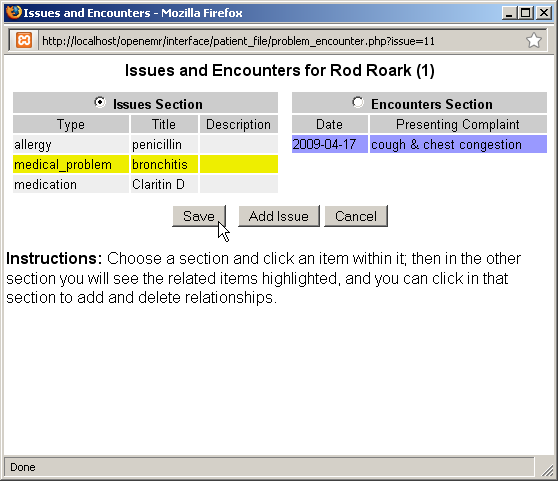 Issues and Encounters - Mozilla Firefox
http://localhost/openemr/interface/patient_file/problem_encounter.php?issue=11
Issues and Encounters for Rod Roark (1)
Issues Section
Type Title Description
allergy penicillin
medical_problem bronchitis
medication Claritin D
Encounters Section
Date Presenting Complaint
2009-04-17 cough & chest congestion
Save Add Issue Cancel
Instructions: Choose a section and click an item within it; then in the other
section you will see the related items highlighted, and you can click in that
section to add and delete relationships.
Done